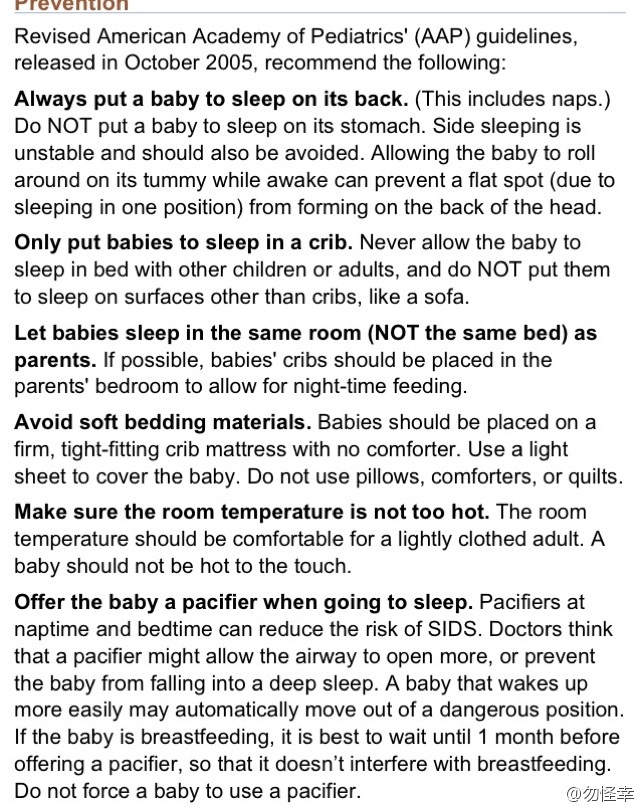 Prevention
Revised American Academy of Pediatrics' (AAP) guidelines,
released in October 2005, recommend the following:
Always put a baby to sleep on its back. (This includes naps.)
Do NOT put a baby to sleep on its stomach. Side sleeping is
unstable and should also be avoided. Allowing the baby to roll
around on its tummy while awake can prevent a flat spot (due to
sleeping in one position) from forming on the back of the head.
Only put babies to sleep in a crib. Never allow the baby to
sleep in bed with other children or adults, and do NOT put them
to sleep on surfaces other than cribs, like a sofa.
Let babies sleep in the same room (NOT the same bed) as
parents. If possible, babies' cribs should be placed in the
parents' bedroom to allow for night-time feeding.
Avoid soft bedding materials. Babies should be placed on a
firm, tight-fitting crib mattress with no comforter. Use a light
sheet to cover the baby. Do not use pillows, comforters, or quilts.
Make sure the room temperature is not too hot. The room
temperature should be comfortable for a lightly clothed adult. A
baby should not be hot to the touch.
Offer the baby a pacifier when going to sleep. Pacifiers at
naptime and bedtime can reduce the risk of SIDS. Doctors think
that a pacifier might allow the airway to open more, or prevent
the baby from falling into a deep sleep. A baby that wakes up
more easily may automatically move out of a dangerous position.
If the baby is breastfeeding, it is best to wait until 1 month before
offering a pacifier, so that it doesn't interfere with breastfeeding.
Do not force a baby to use a pacifier.
@勿怪幸